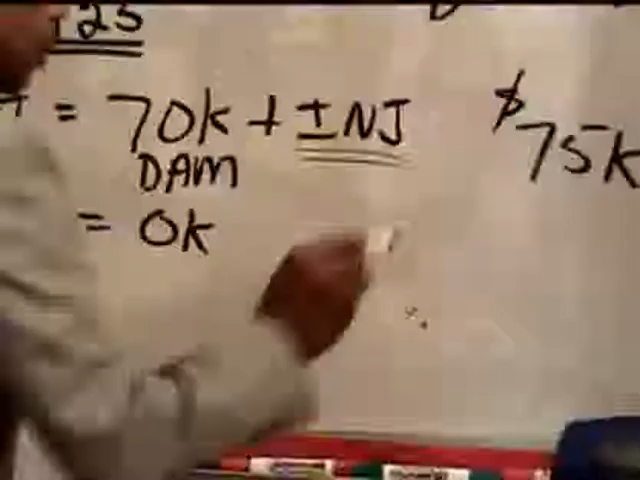 = 70k + ± NJ
DAM
= 0k
$
75k